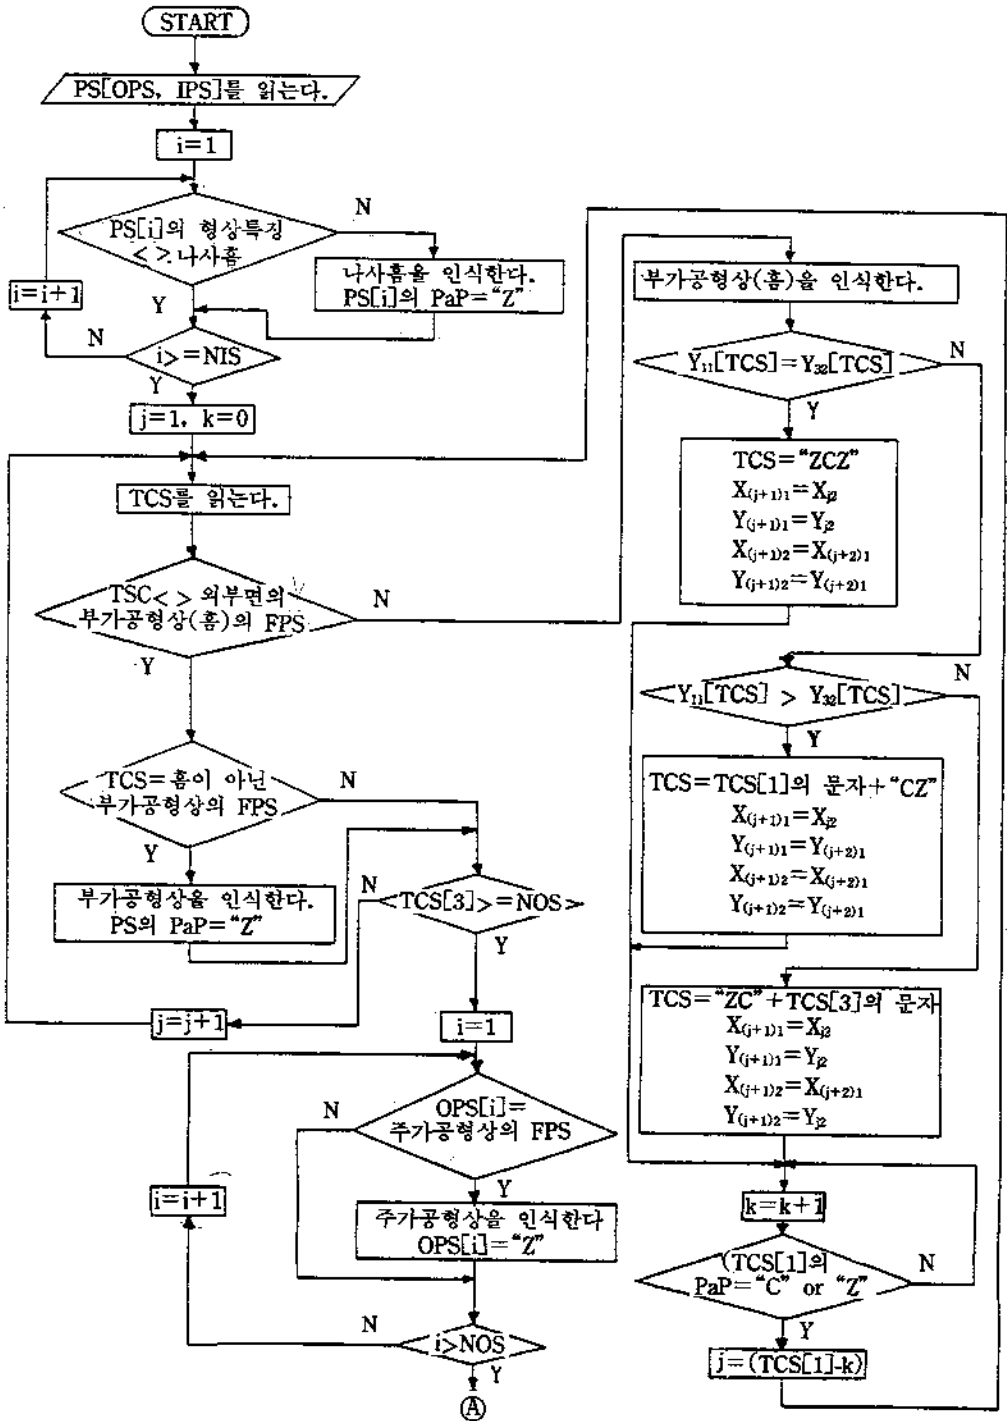 START
PS[OPS, IPS]를 읽는다.
i=1
PS[i]의 형상특징
< > 나사홈
N
나사홈을 인식한다.
PS[i]의 PaP=“Z”
i=i+1
Y
N
i>=NIS
Y
j=1, k=0
TCS를 읽는다.
TSC< > 외부면의
부가공형상(홈)의 FPS
N
Y
TCS=홈이 아닌
부가공형상의 FPS
N
Y
부가공형상을 인식한다.
PS의 PaP=“Z”
N
TCS[3]>=NOS>
Y
j=j+1
i=1
N
OPS[i]=
주가공형상의 FPS
Y
i=i+1
주가공형상을 인식한다
OPS[i]=“Z”
N
i>NOS
Y
Ⓐ
부가공형상(홈)을 인식한다.
Y₁₁[TCS]=Y₃₂[TCS]
N
Y
TCS=“ZCZ”
X(j+1)1=Xj2
Y(j+1)1=Yj2
X(j+1)2=X(j+2)1
Y(j+1)2=Y(j+2)1
N
Y₁₁[TCS] > Y₃₂[TCS]
Y
TCS=TCS[1]의 문자+“CZ”
X(j+1)1=Xj2
Y(j+1)1=Y(j+2)1
X(j+1)2=X(j+2)1
Y(j+1)2=Y(j+2)1
TCS=“ZC”+TCS[3]의 문자
X(j+1)1=Xj2
Y(j+1)1=Yj2
X(j+1)2=X(j+2)1
Y(j+1)2=Yj2
k=k+1
(TCS[1]의
PaP=“C” or “Z”
N
Y
j=(TCS[1]-k)